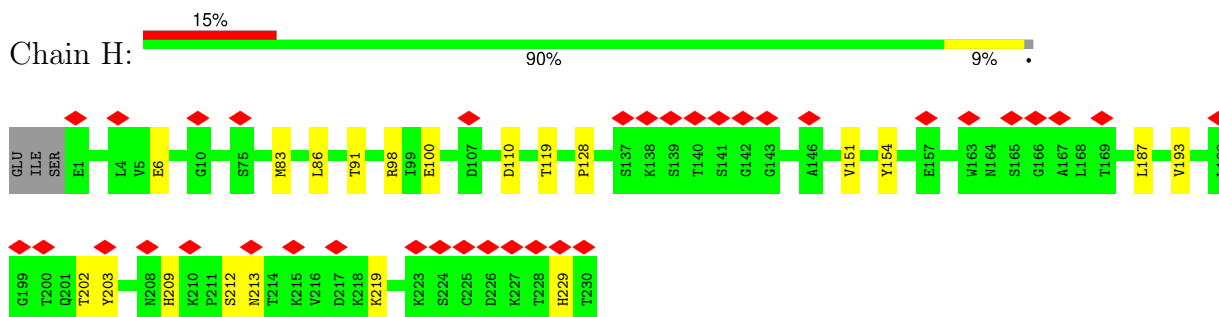 15%
Chain H:
90% 9% •
GLU ILE SER E1 L4 V5 E6 G10 S75 M83 L86 T91 R98 I99 E100 D107 D110 T119 P128 S137 K138 S139 T140 S141 G142 G143 A146 V151 Y154 E157 W163 N164 S165 G166 A167 L168 T169 L187 V193
G199 T200 Q201 T202 Y203 N208 H209 K210 P211 S212 N213 T214 K215 V216 D217 K218 K219 K223 S224 C225 D226 K227 T228 H229 T230